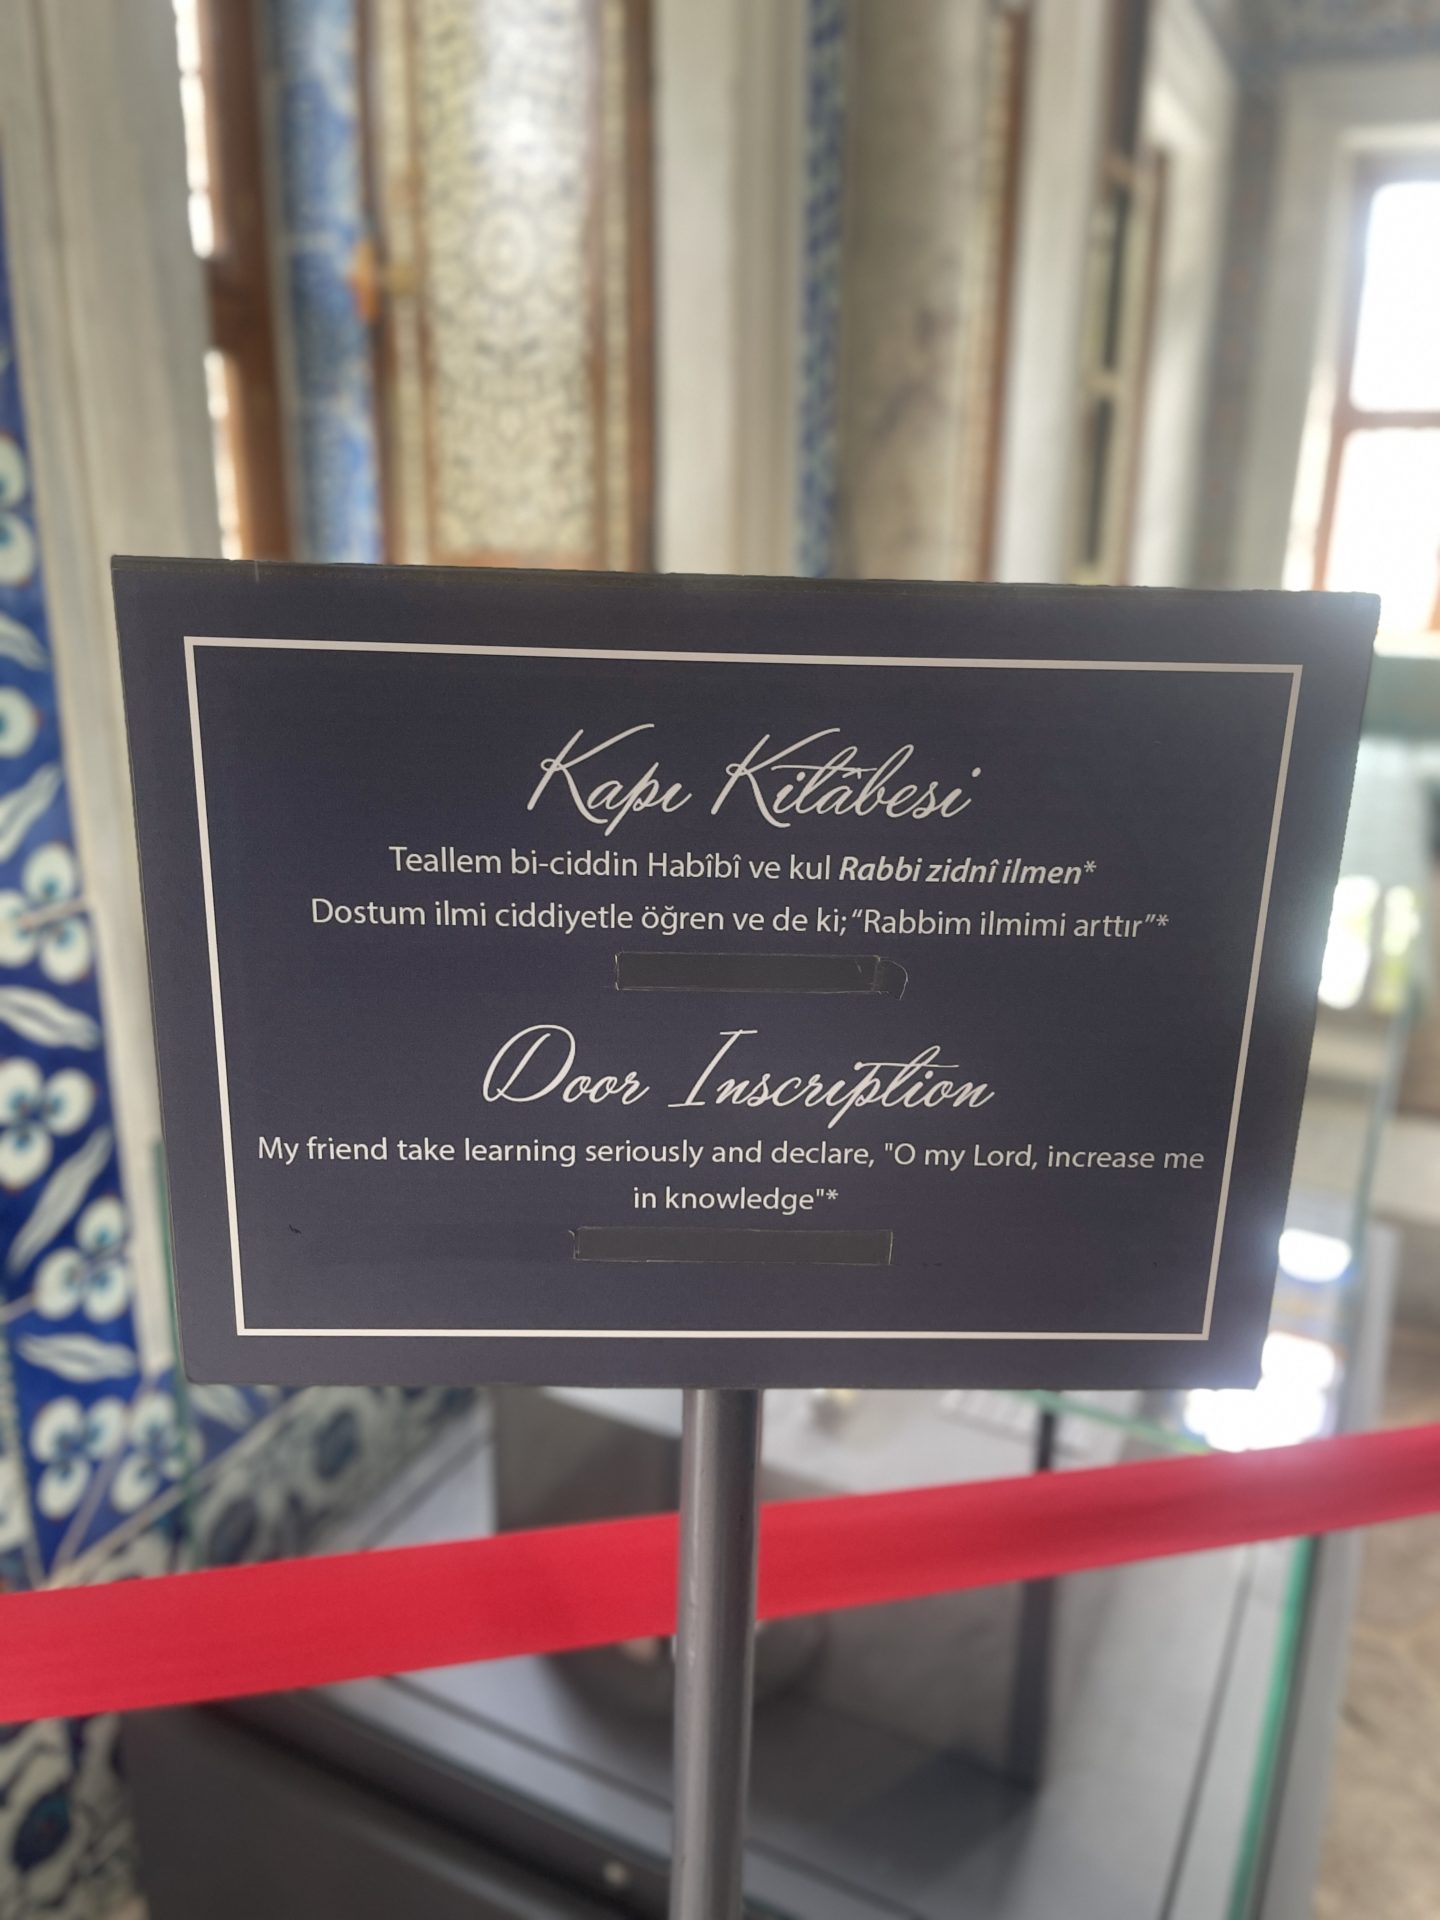 Kapı Kitâbesi
Teallem bi-ciddin Habîbî ve kul Rabbi zidnî ilmen*
Dostum ilmi ciddiyetle öğren ve de ki; “Rabbim ilmimi arttır”*
Door Inscription
My friend take learning seriously and declare, "O my Lord, increase me
in knowledge"*